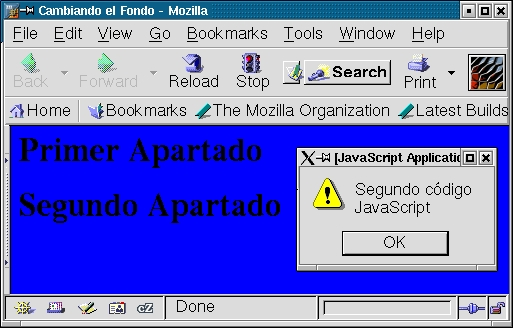 Cambiando el Fondo - Mozilla
File Edit View Go Bookmarks Tools Window Help
Back Forward Reload Stop Search Print
Home Bookmarks The Mozilla Organization Latest Builds
Primer Apartado
Segundo Apartado
[JavaScript Applicatio
Segundo código
JavaScript
OK
Done